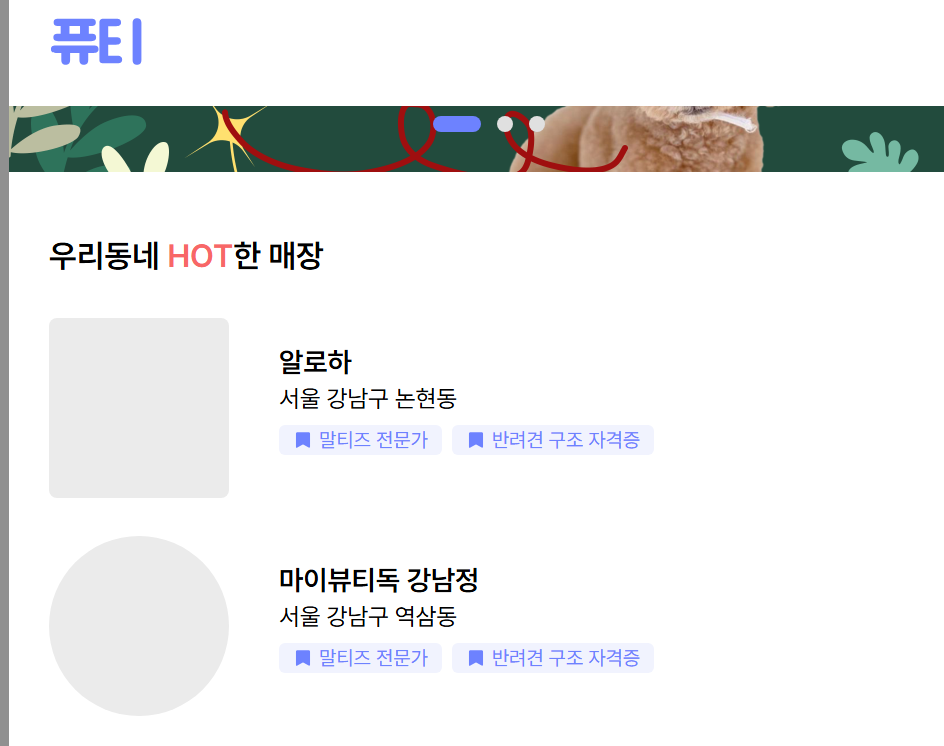 퓨티
우리동네 HOT한 매장
알로하
서울 강남구 논현동
말티즈 전문가 반려견 구조 자격증
마이뷰티독 강남정
서울 강남구 역삼동
말티즈 전문가 반려견 구조 자격증